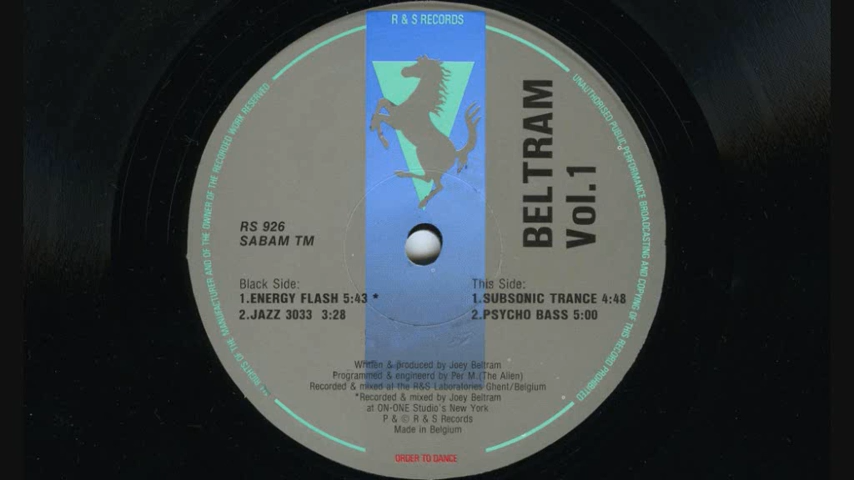 R & S RECORDS
BELTRAM
Vol.1
RS 926
SABAM TM
Black Side:
1.ENERGY FLASH 5:43 *
2.JAZZ 3033 3:28
This Side:
1.SUBSONIC TRANCE 4:48
2.PSYCHO BASS 5:00
Written & produced by Joey Beltram
Programmed & engineerd by Per M.(The Allen)
Recorded & mixed at the R&S Laboratories Ghent/Belgium
*Recorded & mixed by Joey Beltram
at ON-ONE Studio's New York
P & © R & S Records
Made in Belgium
ORDER TO DANCE
ALL RIGHTS OF THE MANUFACTURER AND OF THE OWNER OF THE RECORDED WORK RESERVED
UNAUTHORISED PUBLIC PERFORMANCE BROADCASTING AND COPYING OF THIS RECORD PROHIBITED